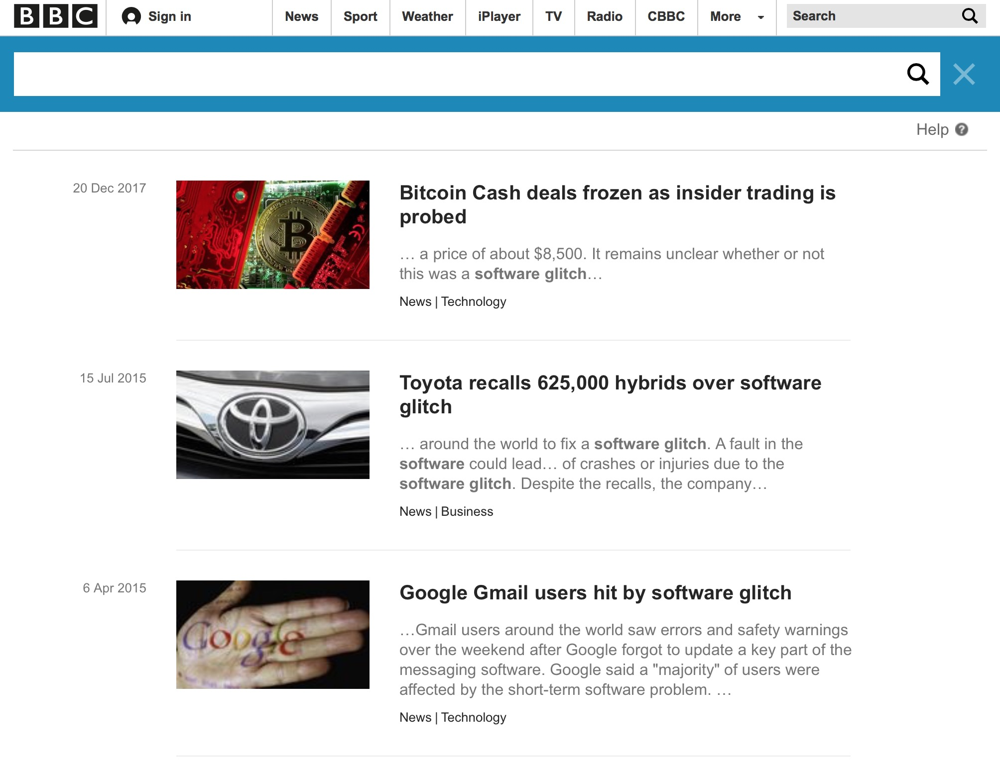 BBC
Sign in
News
Sport
Weather
iPlayer
TV
Radio
CBBC
More
Search
Help ?
20 Dec 2017
Bitcoin Cash deals frozen as insider trading is
probed
… a price of about $8,500. It remains unclear whether or not
this was a software glitch…
News | Technology
15 Jul 2015
Toyota recalls 625,000 hybrids over software
glitch
… around the world to fix a software glitch. A fault in the
software could lead… of crashes or injuries due to the
software glitch. Despite the recalls, the company…
News | Business
6 Apr 2015
Google
Google Gmail users hit by software glitch
…Gmail users around the world saw errors and safety warnings
over the weekend after Google forgot to update a key part of the
messaging software. Google said a "majority" of users were
affected by the short-term software problem. …
News | Technology